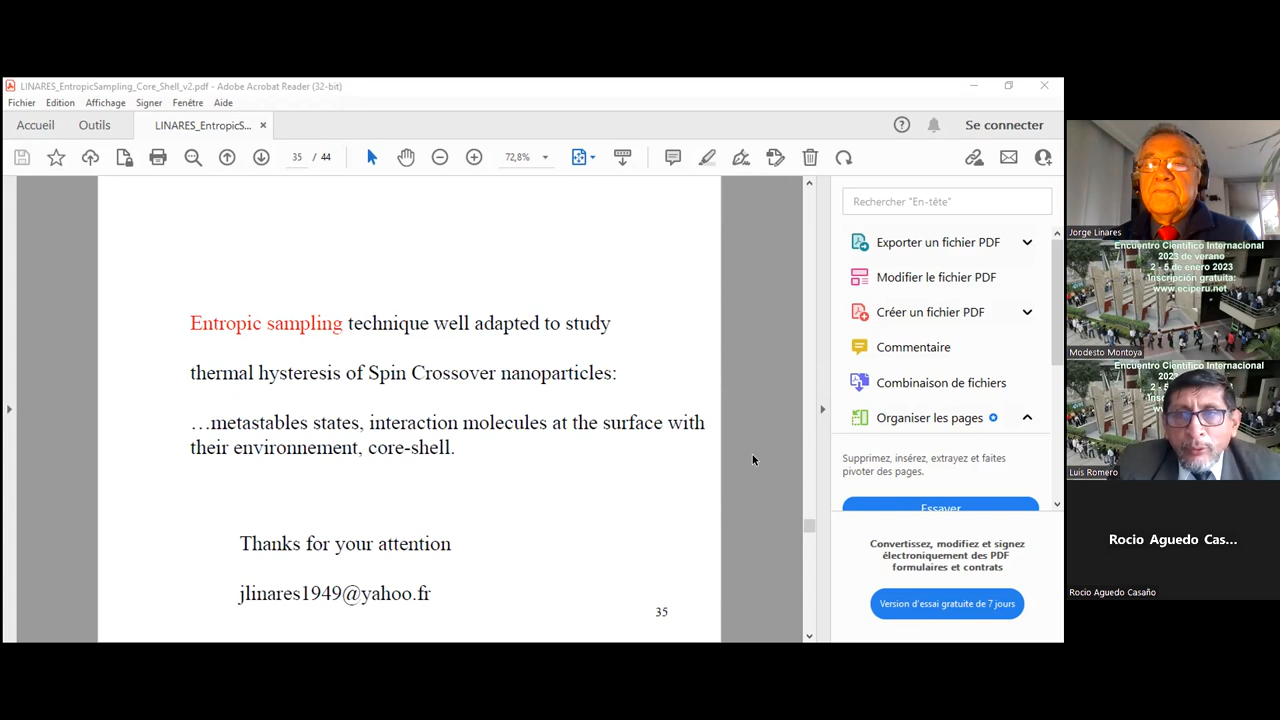 LINARES_EntropicSampling_Core_Shell_v2.pdf - Adobe Acrobat Reader (32-bit)
Fichier Edition Affichage Signer Fenêtre Aide
Accueil Outils LINARES_EntropicS... × Se connecter
35 / 44 72,8%
Entropic sampling technique well adapted to study
thermal hysteresis of Spin Crossover nanoparticles:
…metastables states, interaction molecules at the surface with
their environnement, core-shell.
Thanks for your attention
jlinares1949@yahoo.fr
35
Rechercher "En-tête"
Exporter un fichier PDF
Modifier le fichier PDF
Créer un fichier PDF
Commentaire
Combinaison de fichiers
Organiser les pages
Supprimez, insérez, extrayez et faites
pivoter des pages.
Essayer
Convertissez, modifiez et signez
électroniquement des PDF
formulaires et contrats
Version d'essai gratuite de 7 jours
Jorge Linares
Encuentro Científico Internacional
2023 de verano
2 - 5 de enero 2023
Inscripción gratuita:
www.eciperu.net
Modesto Montoya
Encuentro Científico Internacional
Luis Romero
Rocio Aguedo Cas...
Rocio Aguedo Casaño